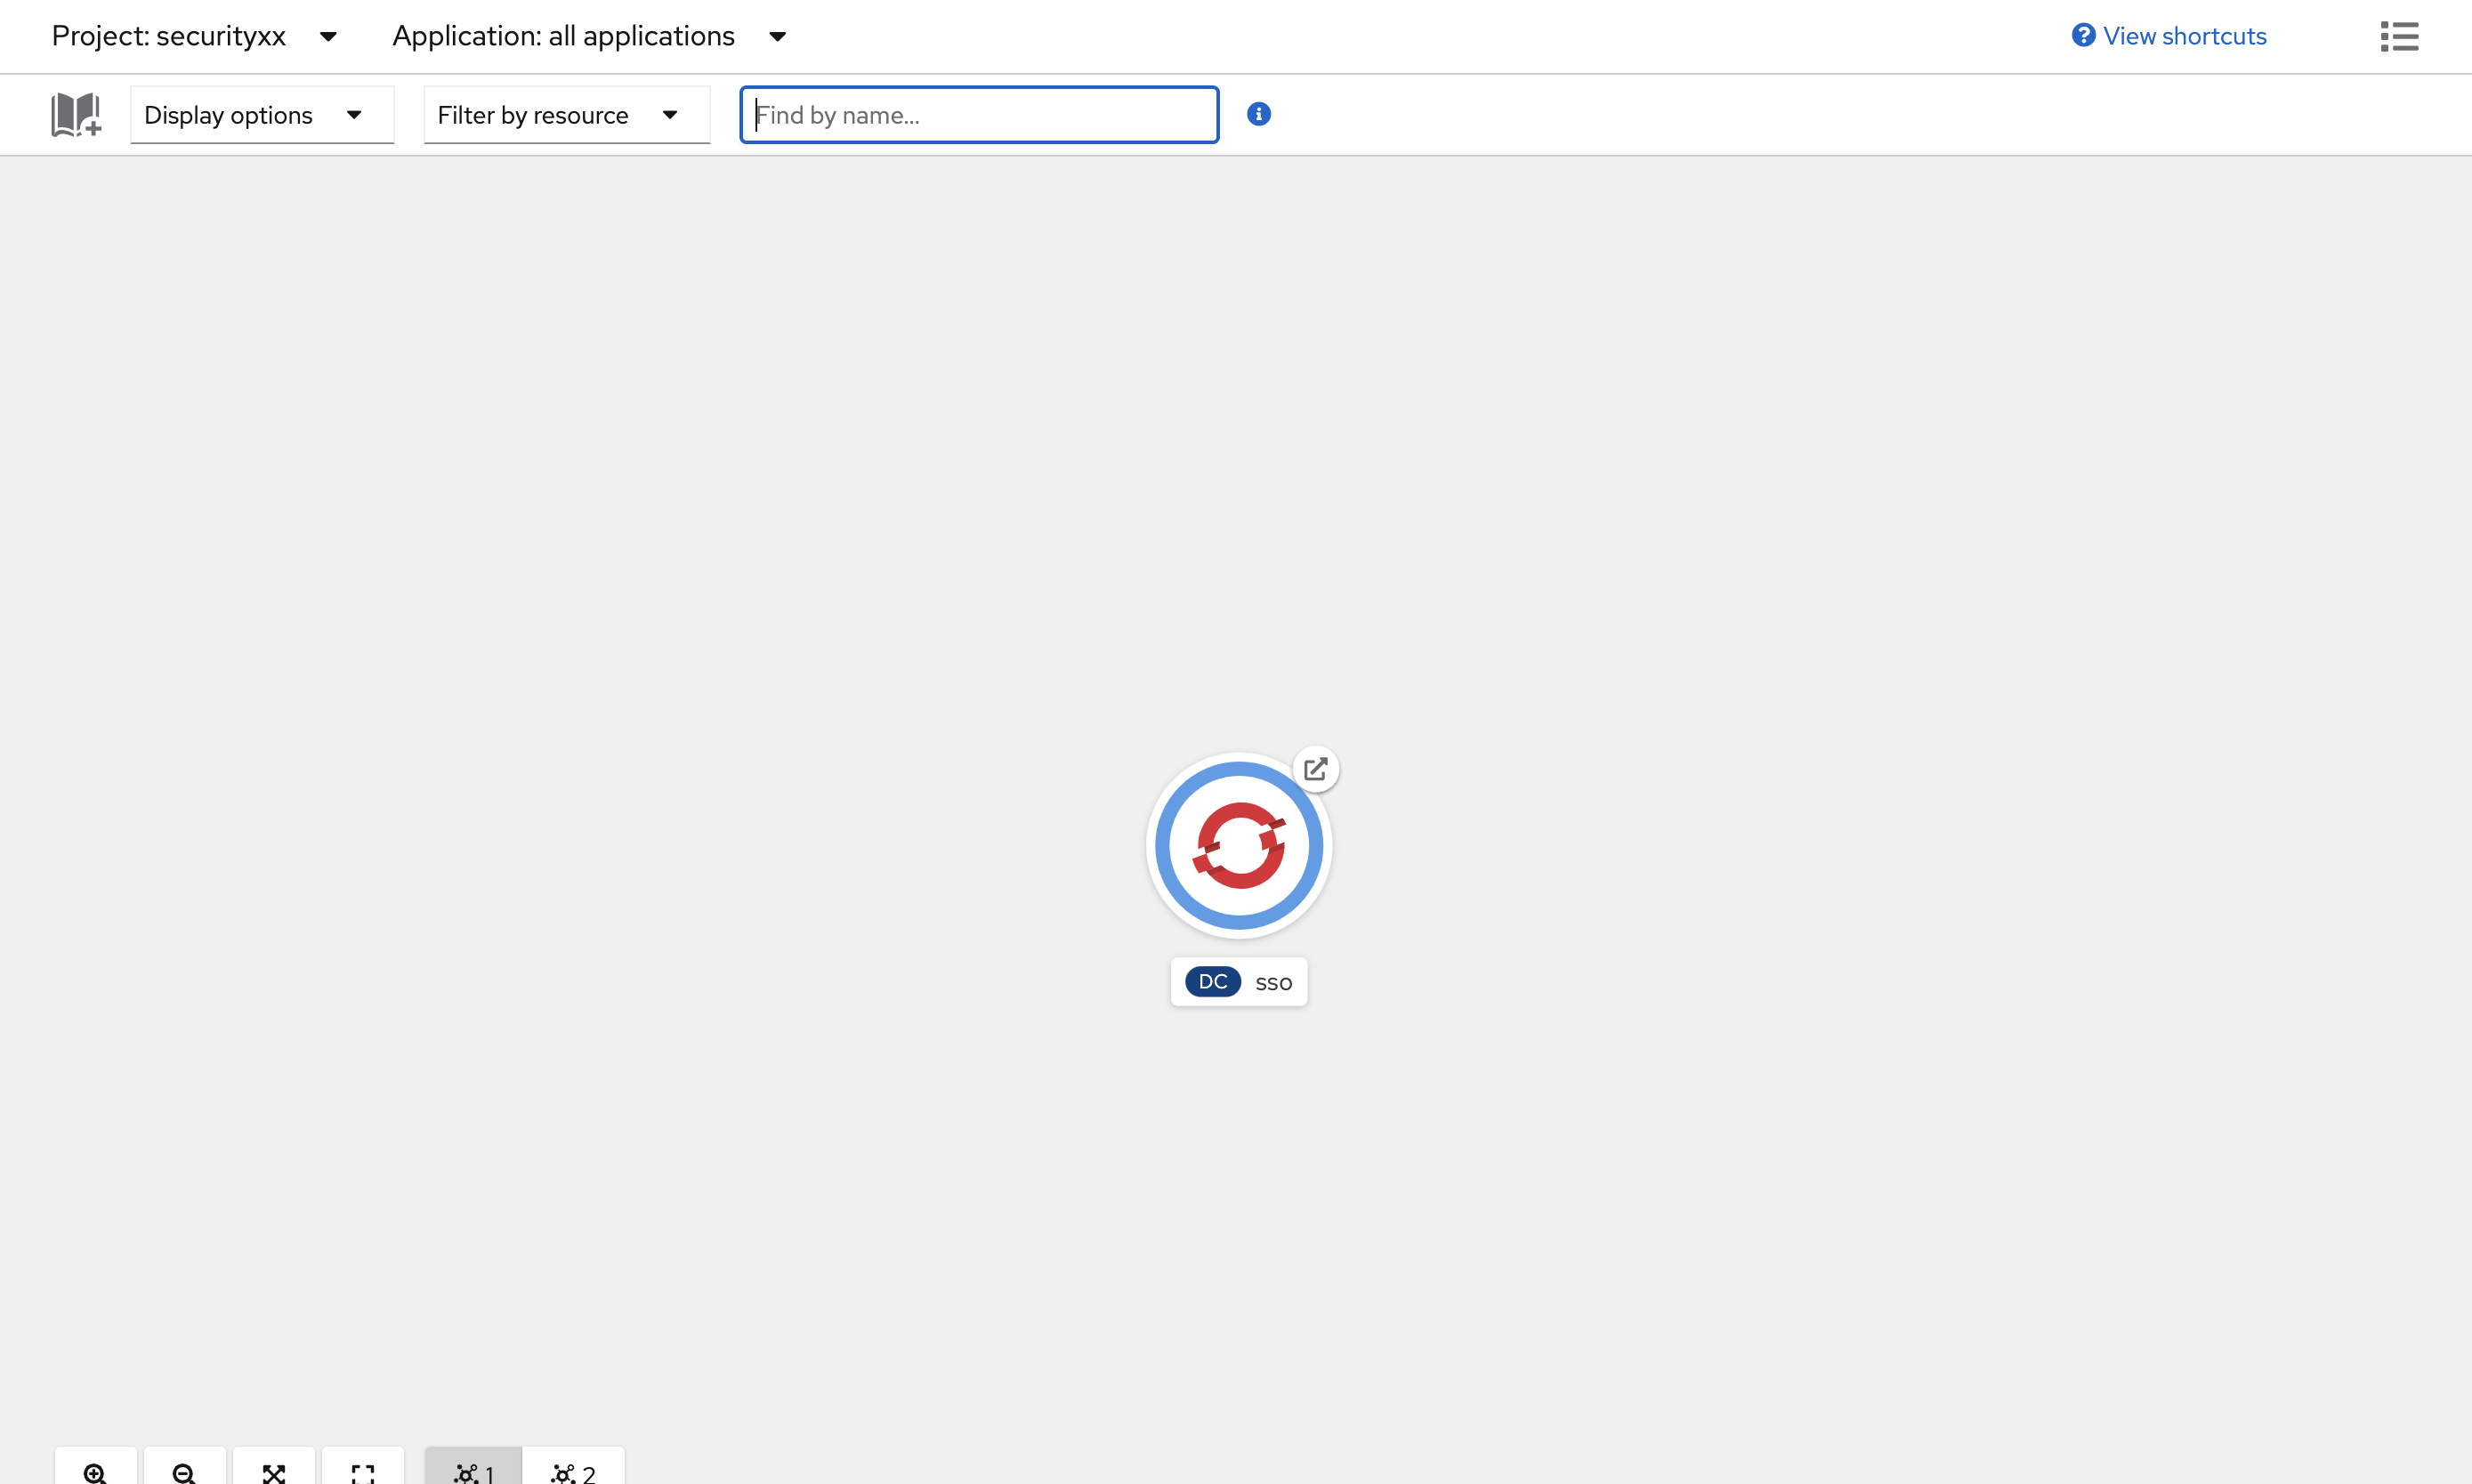 Project: securityxx Application: all applications View shortcuts
Display options Filter by resource Find by name...
DC sso
1 2